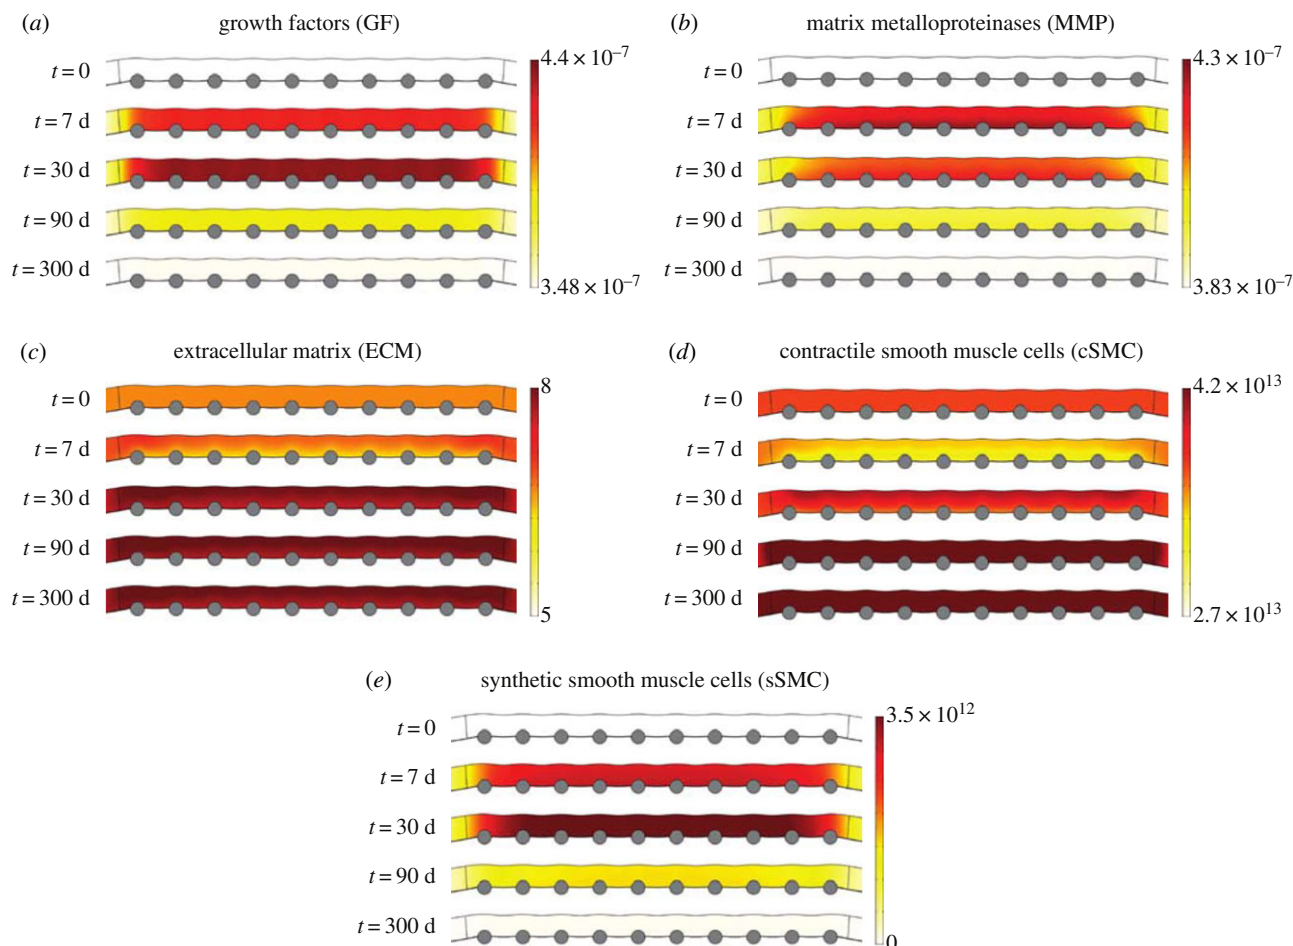 (a) growth factors (GF)
t = 0
t = 7 d
t = 30 d
t = 90 d
t = 300 d
4.4 × 10⁻⁷
3.48 × 10⁻⁷
(b) matrix metalloproteinases (MMP)
t = 0
t = 7 d
t = 30 d
t = 90 d
t = 300 d
4.3 × 10⁻⁷
3.83 × 10⁻⁷
(c) extracellular matrix (ECM)
t = 0
t = 7 d
t = 30 d
t = 90 d
t = 300 d
8
5
(d) contractile smooth muscle cells (cSMC)
t = 0
t = 7 d
t = 30 d
t = 90 d
t = 300 d
4.2 × 10¹³
2.7 × 10¹³
(e) synthetic smooth muscle cells (sSMC)
t = 0
t = 7 d
t = 30 d
t = 90 d
t = 300 d
3.5 × 10¹²
0